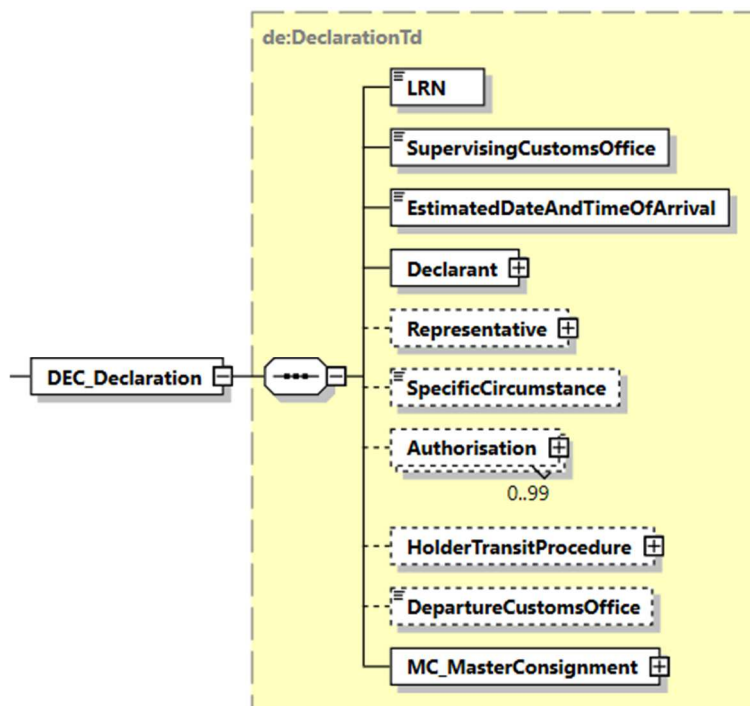 de:DeclarationTd
LRN
SupervisingCustomsOffice
EstimatedDateAndTimeOfArrival
Declarant
Representative
DEC_Declaration
SpecificCircumstance
Authorisation
0..99
HolderTransitProcedure
DepartureCustomsOffice
MC_MasterConsignment